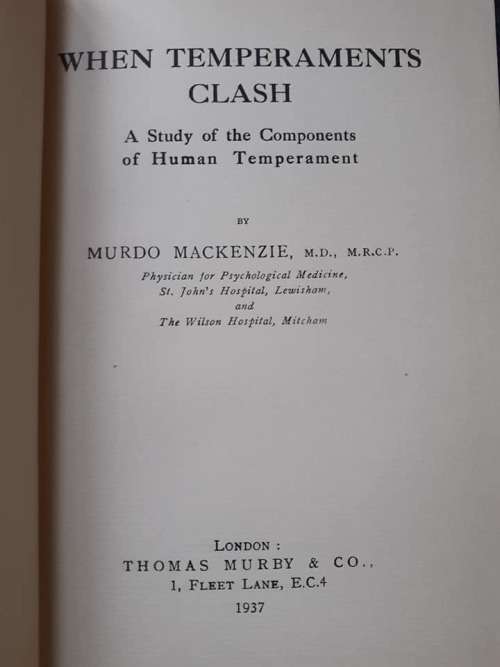 WHEN TEMPERAMENTS
CLASH
A Study of the Components
of Human Temperament
BY
MURDO MACKENZIE, M.D., M.R.C.P.
Physician for Psychological Medicine,
St. John's Hospital, Lewisham,
and
The Wilson Hospital, Mitcham
LONDON :
THOMAS MURBY & CO.,
1, FLEET LANE, E.C.4
1937